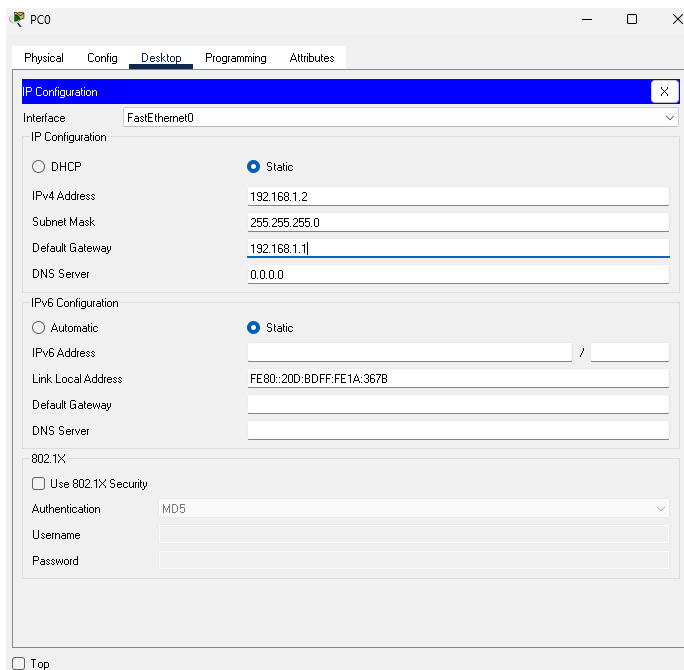 PC0
Physical Config Desktop Programming Attributes
IP Configuration X
Interface FastEthernet0
IP Configuration
DHCP Static
IPv4 Address 192.168.1.2
Subnet Mask 255.255.255.0
Default Gateway 192.168.1.1
DNS Server 0.0.0.0
IPv6 Configuration
Automatic Static
IPv6 Address /
Link Local Address FE80::20D:BDFF:FE1A:367B
Default Gateway
DNS Server
802.1X
Use 802.1X Security
Authentication MD5
Username
Password
Top